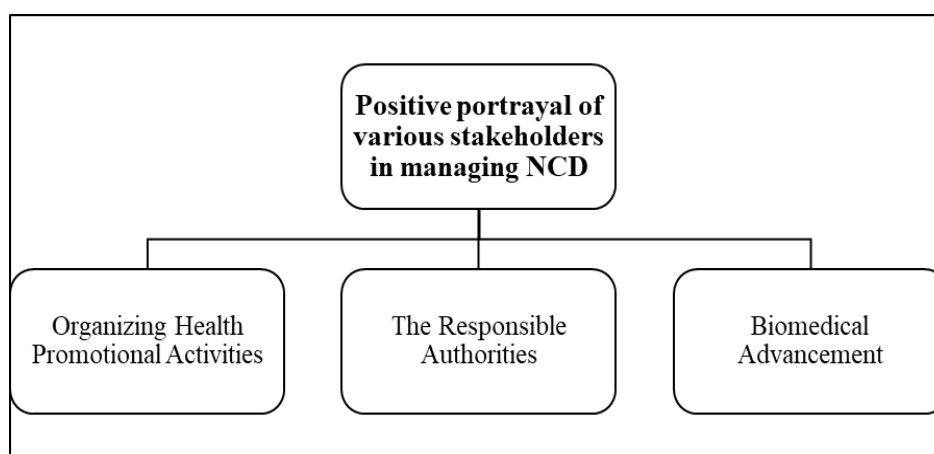 Positive portrayal of
various stakeholders
in managing NCD
Organizing Health
Promotional Activities
The Responsible
Authorities
Biomedical
Advancement